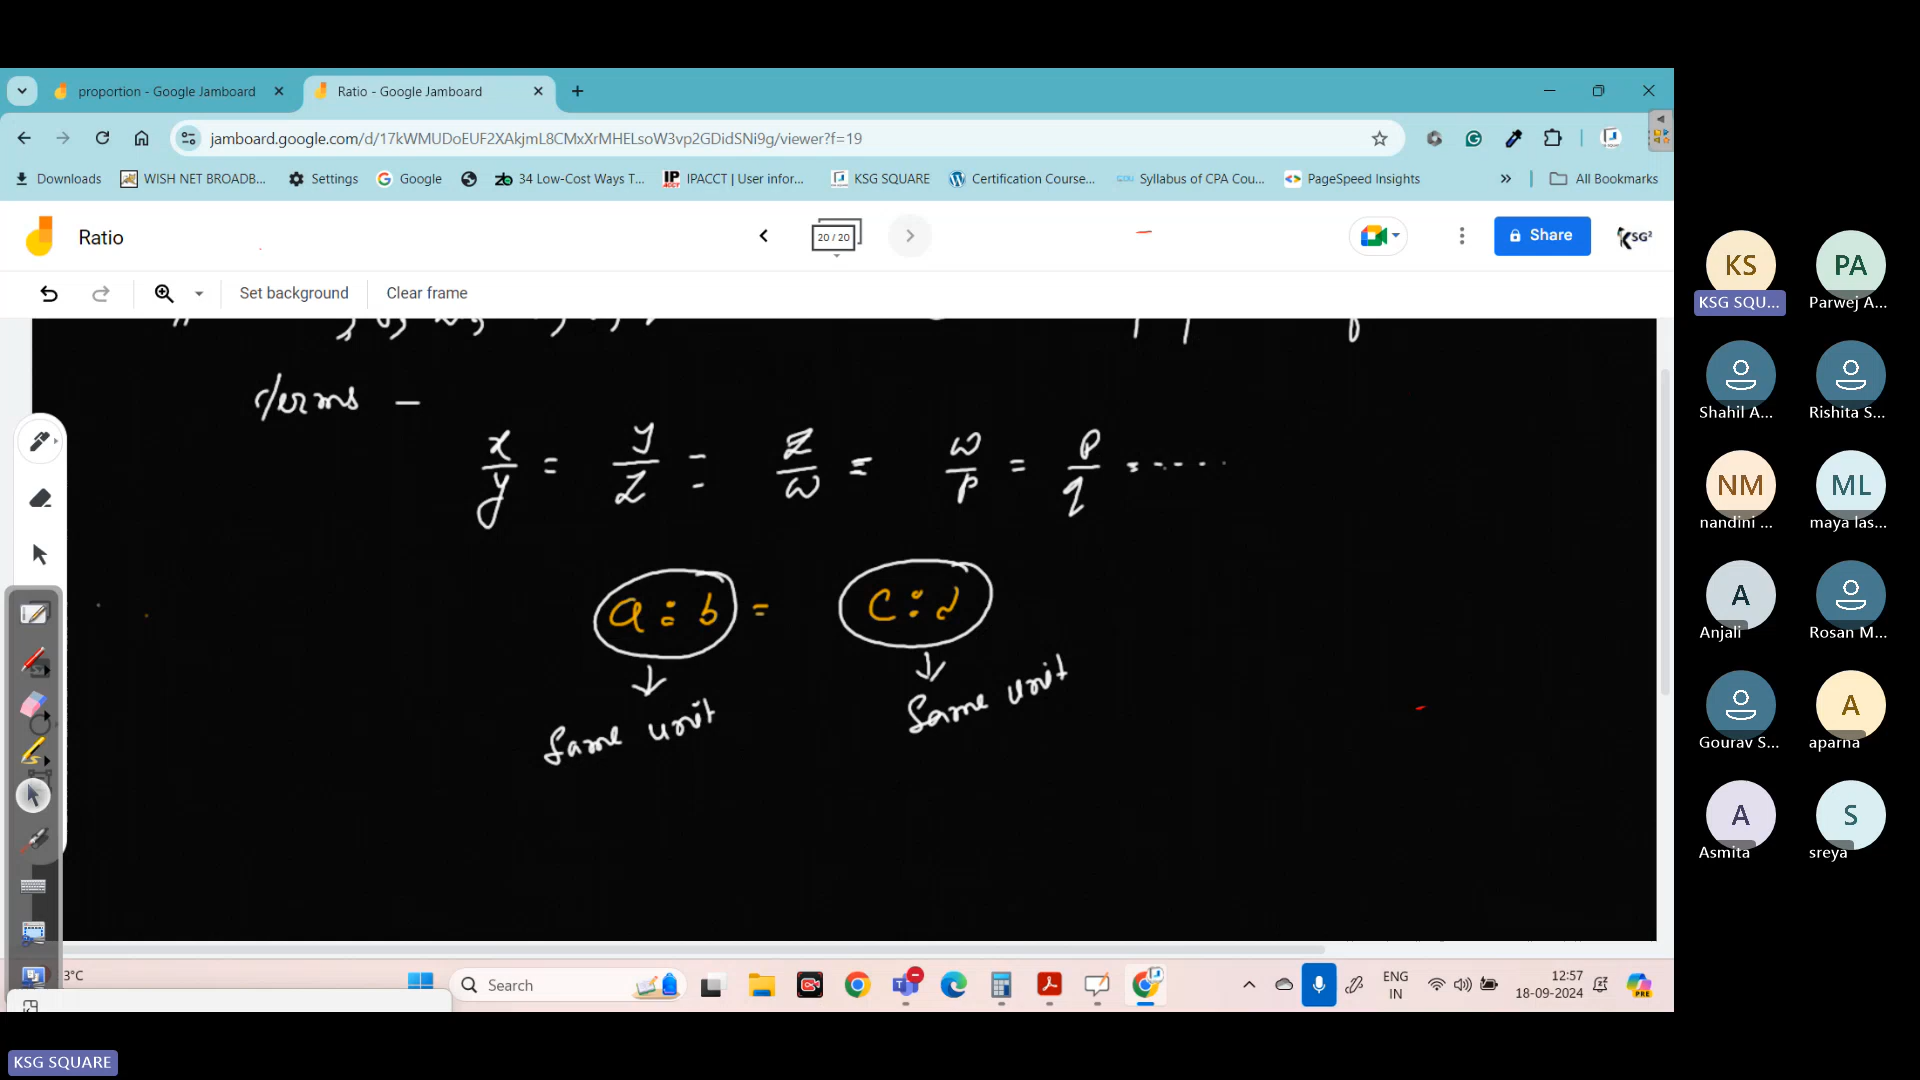 proportion - Google Jamboard
Ratio - Google Jamboard
jamboard.google.com/d/17kWMUDoEUF2XAkjmL8CMxXrMHELsoW3vp2GDidSNi9g/viewer?f=19
Downloads WISH NET BROADB... Settings Google 34 Low-Cost Ways T... IPACCT | User infor... KSG SQUARE Certification Course... Syllabus of CPA Cou... PageSpeed Insights » All Bookmarks
Ratio 20 / 20 Share KSG²
Set background Clear frame
terms -
x/y = y/z = z/w = w/p = p/q = ......
a : b = c : d
Same unit Same unit
KS PA
KSG SQU... Parwej A...
Shahil A... Rishita S...
NM ML
nandini ... maya las...
A
Anjali Rosan M...
A
Gourav S... aparna
A S
Asmita sreya
3°C Search ENG IN 12:57 18-09-2024 PRE
KSG SQUARE